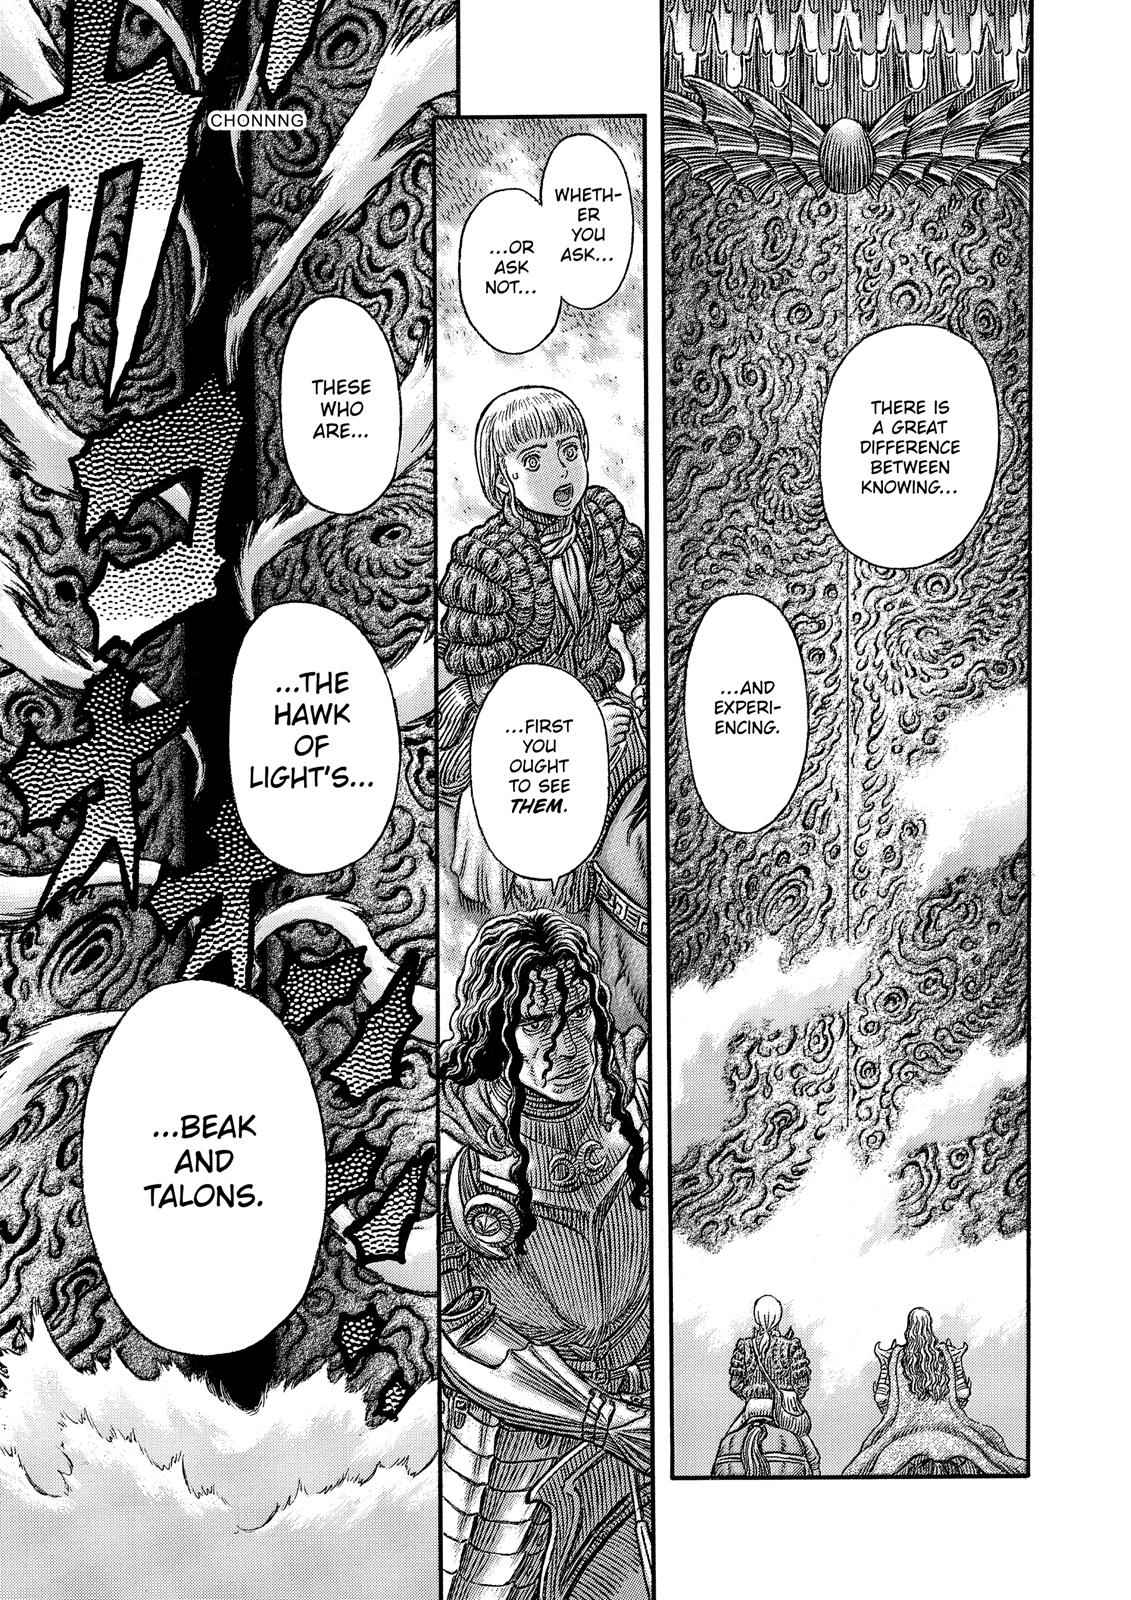 THERE IS
A GREAT
DIFFERENCE
BETWEEN
KNOWING...
...AND
EXPERI-
ENCING.
WHETH-
ER
YOU
ASK...
...OR
ASK
NOT...
...FIRST
YOU
OUGHT
TO SEE
THEM.
CHONNNG
THESE
WHO
ARE...
...THE
HAWK
OF
LIGHT'S...
...BEAK
AND
TALONS.